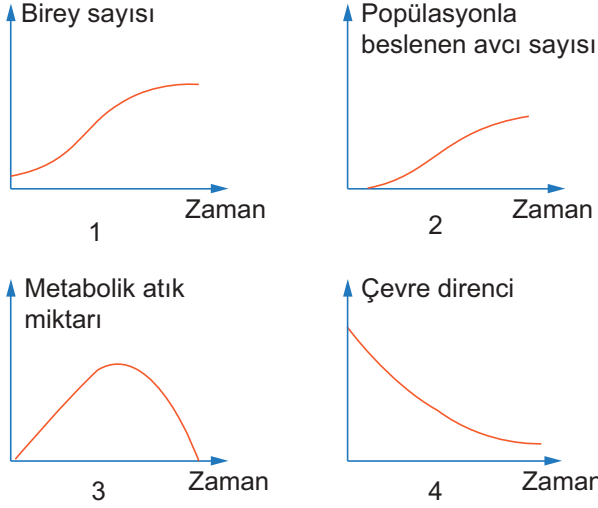 Birey sayısı
Zaman
1
Popülasyonla
beslenen avcı sayısı
Zaman
2
Metabolik atık
miktarı
Zaman
3
Çevre direnci
Zaman
4